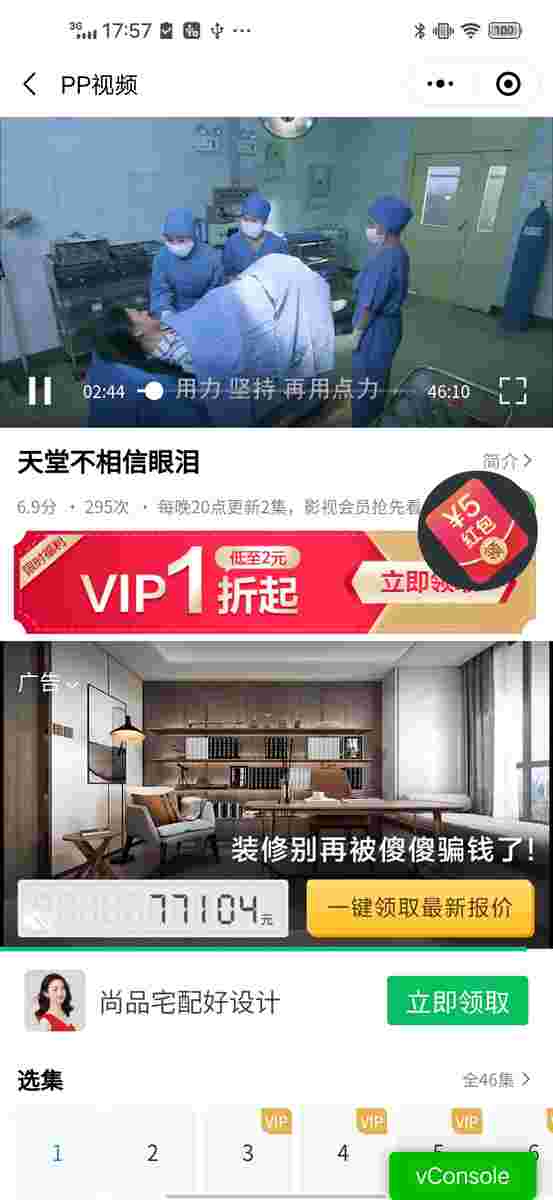 3G 17:57 ··· 100
PP视频
用力 坚持 再用点力
02:44 46:10
天堂不相信眼泪
简介
6.9分 · 295次 · 每晚20点更新2集，影视会员抢先看
¥5
红包
领
限时福利
VIP1折起
低至2元
立即领
广告
装修别再被傻傻骗钱了!
77104元
一键领取最新报价
尚品宅配好设计
立即领取
选集
全46集
VIP VIP VIP
1 2 3 4 5 6
vConsole